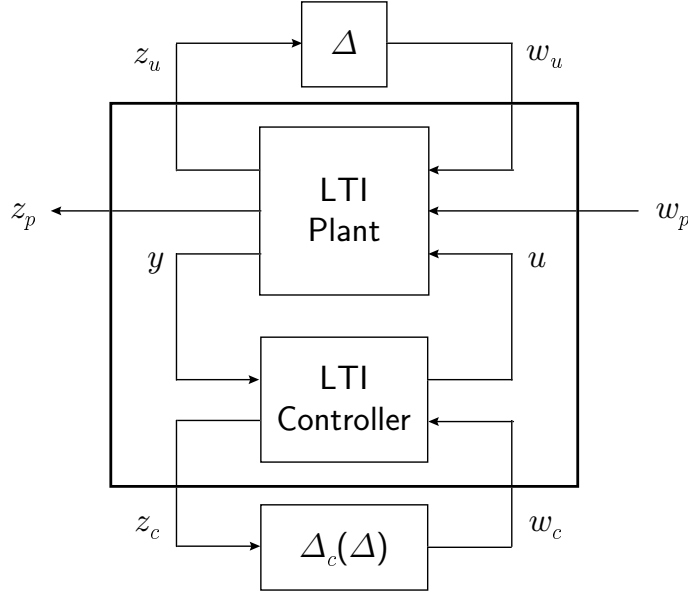 Δ
z_u
w_u
LTI
Plant
z_p
w_p
y
u
LTI
Controller
z_c
w_c
Δ_c(Δ)